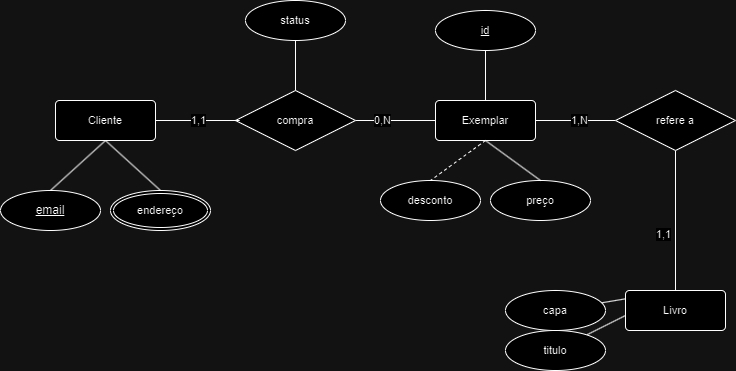 status
id
Cliente
1,1
compra
0,N
Exemplar
1,N
refere a
email
endereço
desconto
preço
1,1
capa
Livro
titulo